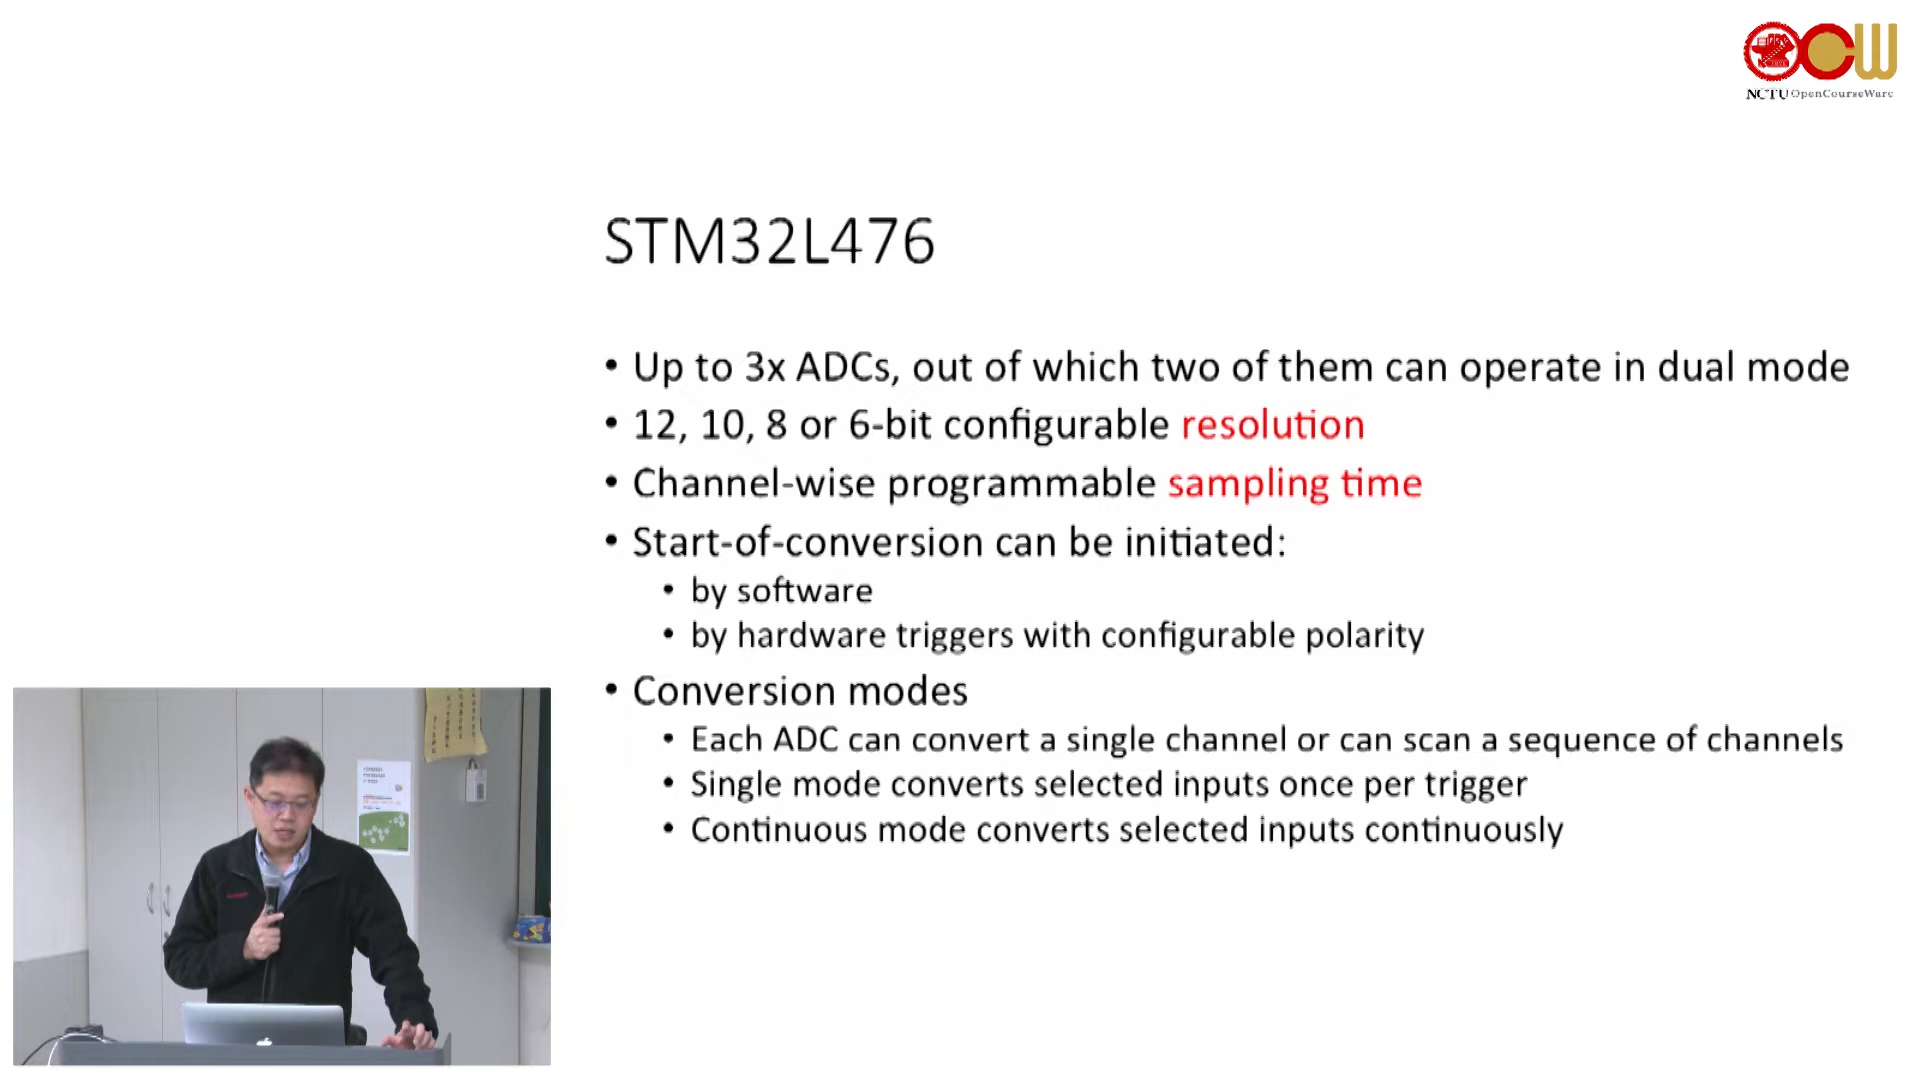 NCTU OpenCourseWare
STM32L476
• Up to 3x ADCs, out of which two of them can operate in dual mode
• 12, 10, 8 or 6-bit configurable resolution
• Channel-wise programmable sampling time
• Start-of-conversion can be initiated:
• by software
• by hardware triggers with configurable polarity
• Conversion modes
• Each ADC can convert a single channel or can scan a sequence of channels
• Single mode converts selected inputs once per trigger
• Continuous mode converts selected inputs continuously